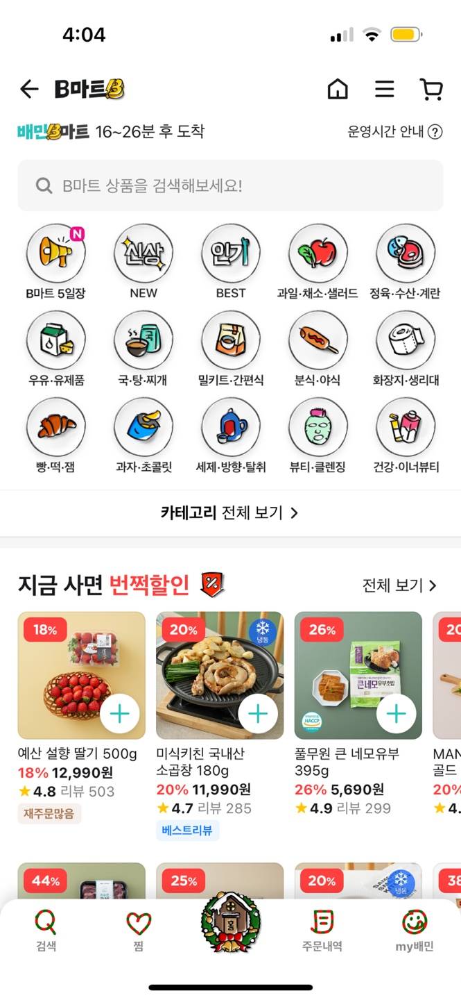 4:04
B마트
배민B마트 16~26분 후 도착 운영시간 안내 ?
B마트 상품을 검색해보세요!
N
신상
인기
B마트 5일장 NEW BEST 과일·채소·샐러드 정육·수산·계란
국
우유·유제품 국·탕·찌개 밀키트·간편식 분식·야식 화장지·생리대
빵·떡·잼 과자·초콜릿 세제·방향·탈취 뷰티·클렌징 건강·이너뷰티
카테고리 전체 보기 >
지금 사면 번쩍할인 % 전체 보기 >
18% 20% 냉동 26% 20
큰네모유부초밥
HACCP
예산 설향 딸기 500g
18% 12,990원
★4.8 리뷰 503
재주문많음
미식키친 국내산
소곱창 180g
20% 11,990원
★4.7 리뷰 285
베스트리뷰
풀무원 큰 네모유부
395g
26% 5,690원
★4.9 리뷰 299
MAN
골드
20%
★4.
44% 25% 20% 냉동 38
홈
검색 찜 주문내역 my배민